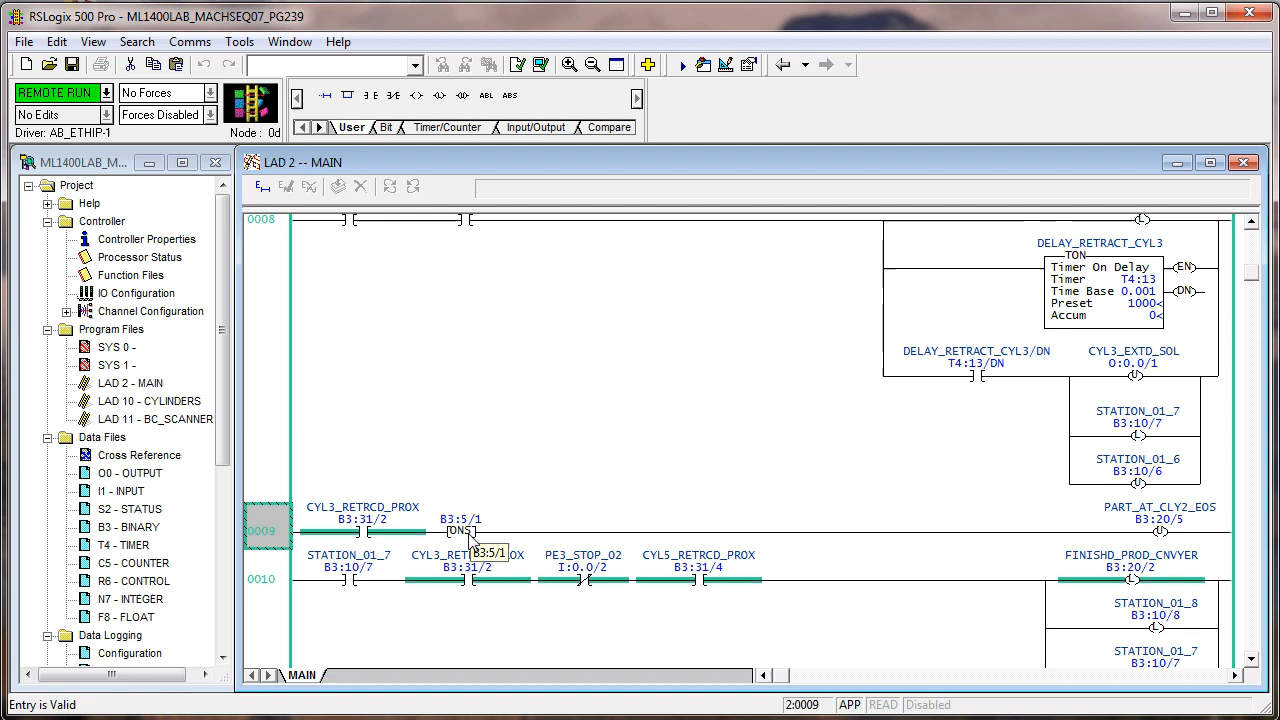 RSLogix 500 Pro - ML1400LAB_MACHSEQ07_PG239
File Edit View Search Comms Tools Window Help
REMOTE RUN No Forces
No Edits Forces Disabled
Driver: AB_ETHIP-1 Node : 0d
ABL ABS
User Bit Timer/Counter Input/Output Compare
ML1400LAB_M...
Project
Help
Controller
Controller Properties
Processor Status
Function Files
IO Configuration
Channel Configuration
Program Files
SYS 0 -
SYS 1 -
LAD 2 - MAIN
LAD 10 - CYLINDERS
LAD 11 - BC_SCANNER
Data Files
Cross Reference
O0 - OUTPUT
I1 - INPUT
S2 - STATUS
B3 - BINARY
T4 - TIMER
C5 - COUNTER
R6 - CONTROL
N7 - INTEGER
F8 - FLOAT
Data Logging
Configuration
LAD 2 -- MAIN
0008
L
DELAY_RETRACT_CYL3
TON
Timer On Delay EN
Timer T4:13
Time Base 0.001 DN
Preset 1000<
Accum 0<
DELAY_RETRACT_CYL3/DN CYL3_EXTD_SOL
T4:13/DN O:0.0/1
U
STATION_01_7
B3:10/7
L
STATION_01_6
B3:10/6
U
CYL3_RETRCD_PROX PART_AT_CLY2_EOS
B3:31/2 B3:5/1 B3:20/5
0009 ONS L
B3:5/1
STATION_01_7 CYL3_RETR OX PE3_STOP_02 CYL5_RETRCD_PROX FINISHD_PROD_CNVYER
B3:10/7 B3:31/2 I:0.0/2 B3:31/4 B3:20/2
0010 L
STATION_01_8
B3:10/8
L
STATION_01_7
B3:10/7
MAIN
Entry is Valid 2:0009 APP READ Disabled